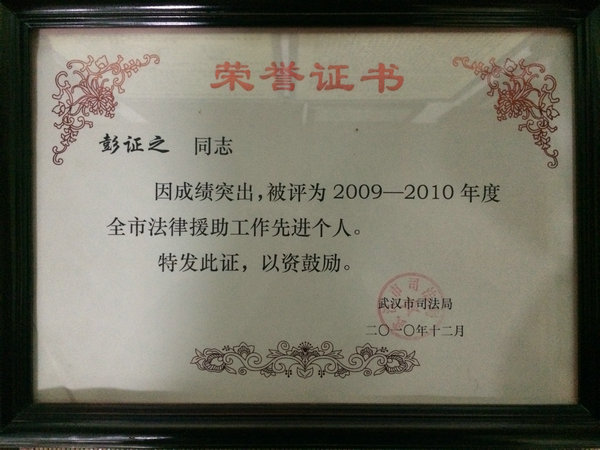 荣誉证书
彭证之 同志
因成绩突出，被评为2009—2010年度
全市法律援助工作先进个人。
特发此证，以资鼓励。
武汉市司法局
二〇一〇年十二月